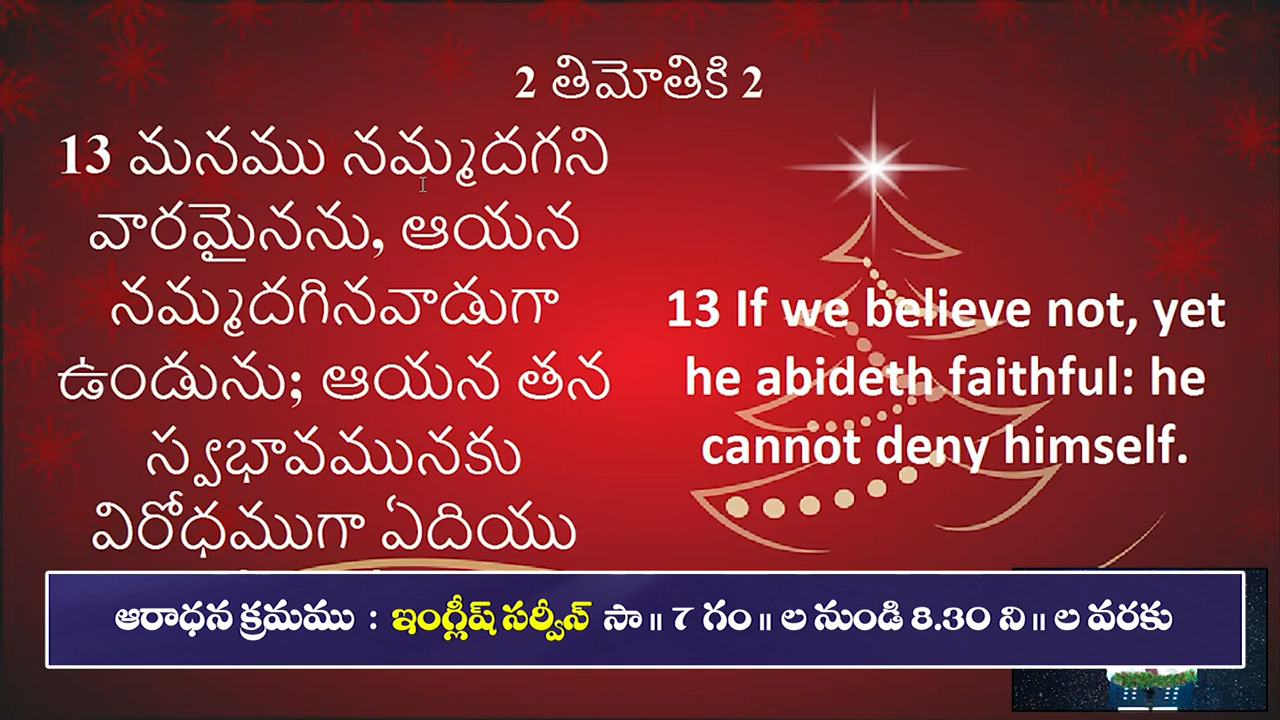 2 తిమోతికి 2
13 మనము నమ్మదగని
వారమైనను, ఆయన
నమ్మదగినవాడుగా
ఉండును; ఆయన తన
స్వభావమునకు
విరోధముగా ఏదియు
13 If we believe not, yet
he abideth faithful: he
cannot deny himself.
ఆరాధన క్రమము : ఇంగ్లీష్ సర్వీస్ సా॥ 7 గం॥ ల నుండి 8.30 ని॥ ల వరకు